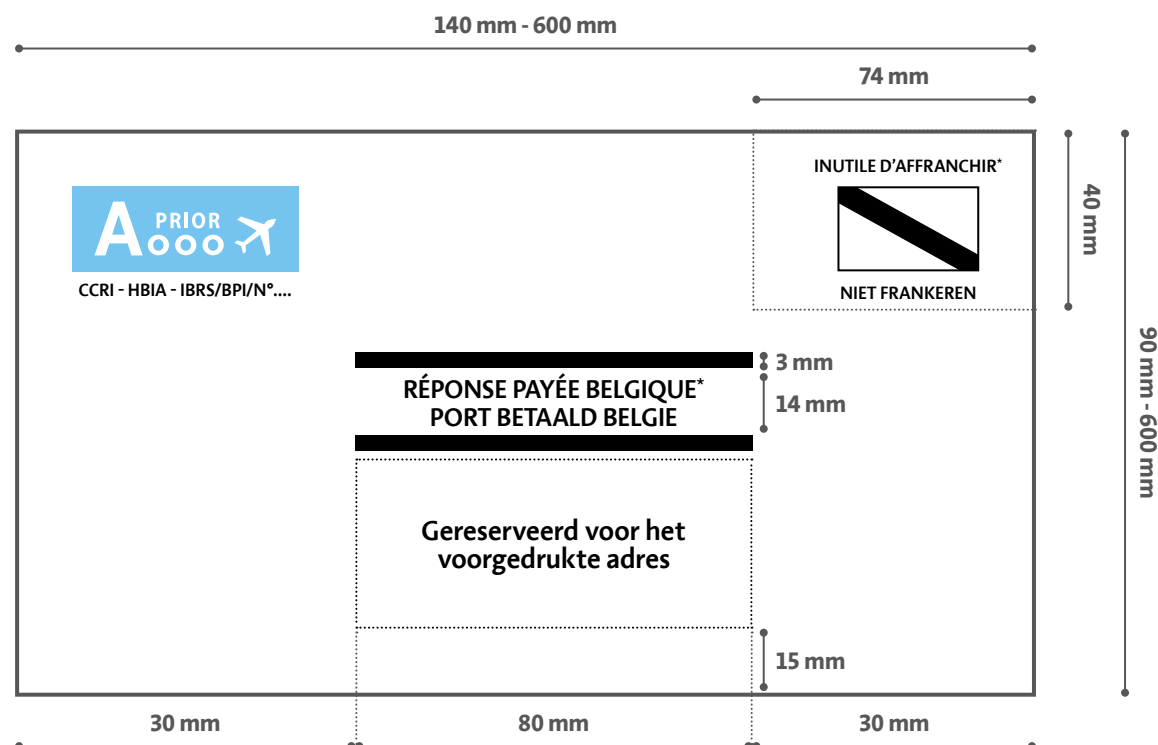 140 mm - 600 mm
74 mm
INUTILE D'AFFRANCHIR*
NIET FRANKEREN
40 mm
A PRIOR
CCRI - HBIA - IBRS/BPI/N°....
90 mm - 600 mm
3 mm
RÉPONSE PAYÉE BELGIQUE*
PORT BETAALD BELGIE
14 mm
Gereserveerd voor het
voorgedrukte adres
15 mm
30 mm
80 mm
30 mm